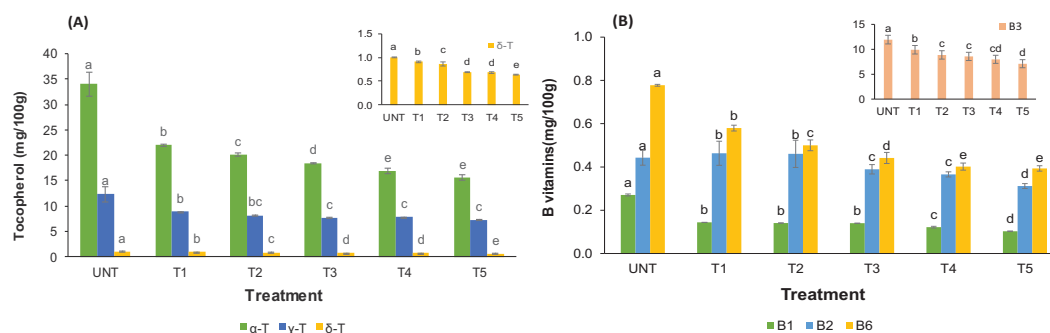 (A)
δ-T
a b c d d e
1.5
1.0
0.5
0.0
UNT T1 T2 T3 T4 T5
Tocopherol (mg/100g)
40
35
30
25
20
15
10
5
0
a a a
b b b
c bc c
d c d
e c d
e c e
UNT T1 T2 T3 T4 T5
Treatment
α-T γ-T δ-T
(B)
B3
a b c c cd d
15
10
5
0
UNT T1 T2 T3 T4 T5
B vitamins(mg/100g)
1.0
0.8
0.6
0.4
0.2
0.0
a a a
b a b
b b c
b c d
c c e
d d e
UNT T1 T2 T3 T4 T5
Treatment
B1 B2 B6